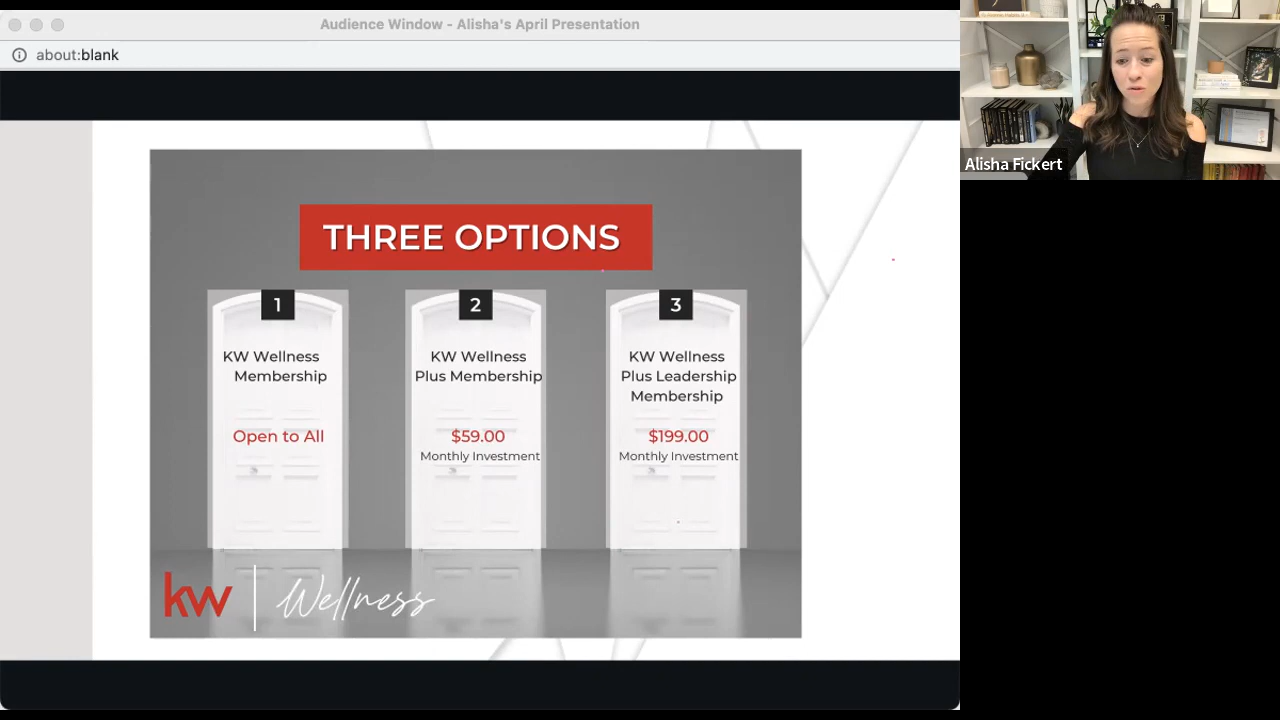 Audience Window - Alisha's April Presentation
about:blank
THREE OPTIONS
1
KW Wellness
Membership
Open to All
2
KW Wellness
Plus Membership
$59.00
Monthly Investment
3
KW Wellness
Plus Leadership
Membership
$199.00
Monthly Investment
kw | Wellness
Alisha Fickert